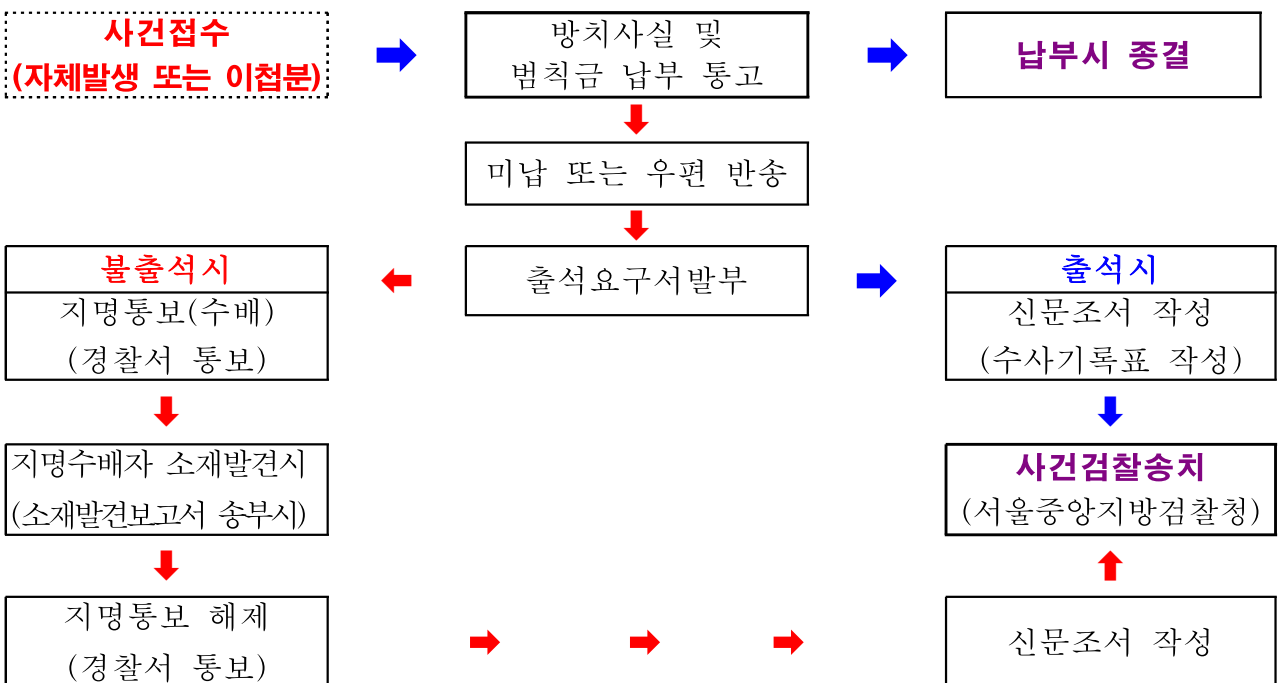 사건접수
(자체발생 또는 이첩분)
방치사실 및
범칙금 납부 통고
납부시 종결
미납 또는 우편 반송
불출석시
지명통보(수배)
(경찰서 통보)
출석요구서발부
출석시
신문조서 작성
(수사기록표 작성)
지명수배자 소재발견시
(소재발견보고서 송부시)
사건검찰송치
(서울중앙지방검찰청)
지명통보 해제
(경찰서 통보)
신문조서 작성